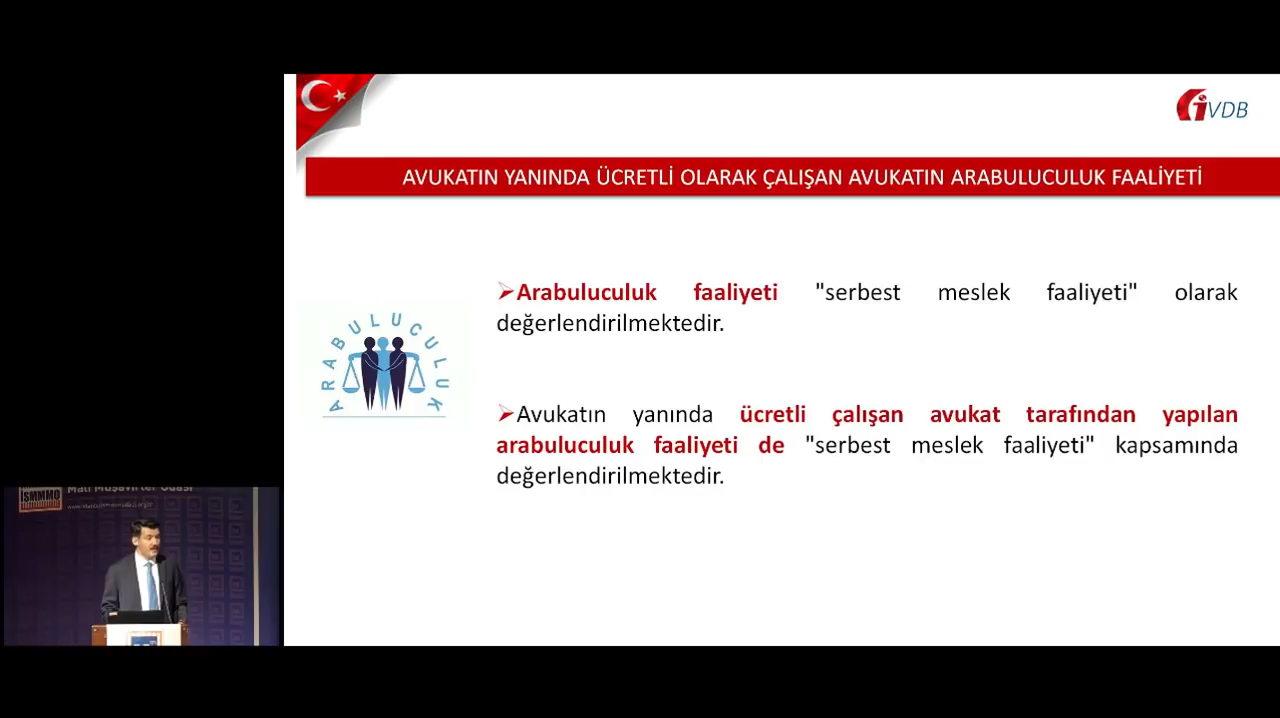 İVDB
AVUKATIN YANINDA ÜCRETLİ OLARAK ÇALIŞAN AVUKATIN ARABULUCULUK FAALİYETİ
➢Arabuluculuk faaliyeti "serbest meslek faaliyeti" olarak
değerlendirilmektedir.
ARABULUCULUK
➢Avukatın yanında ücretli çalışan avukat tarafından yapılan
arabuluculuk faaliyeti de "serbest meslek faaliyeti" kapsamında
değerlendirilmektedir.
İSMMMO
Mali Müşavirler Odası